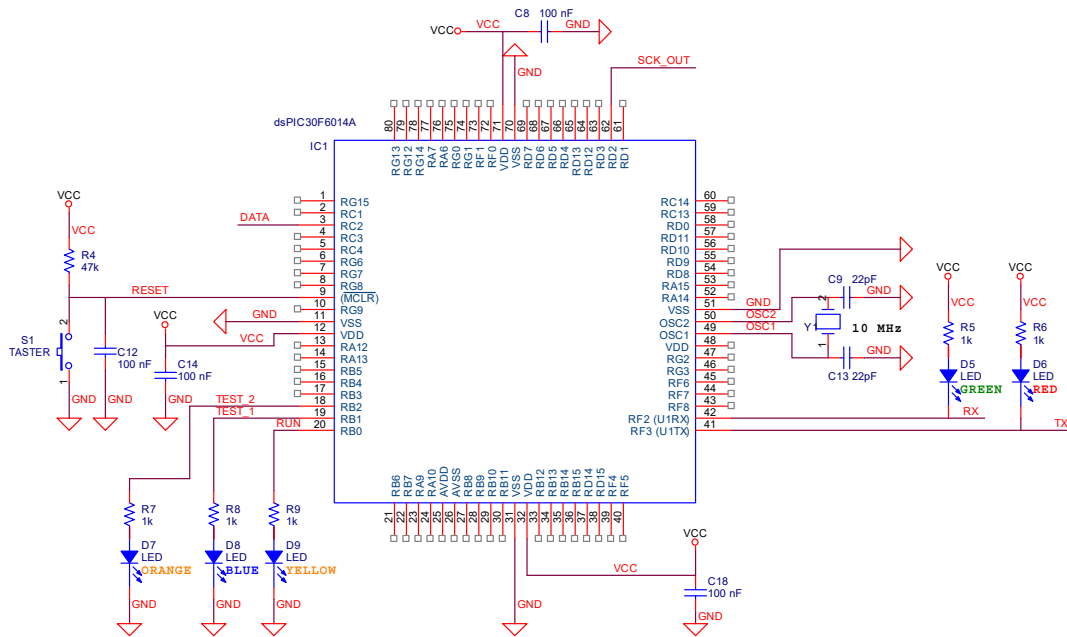 C8 100 nF
VCC
VCC
GND
GND
SCK_OUT
dsPIC30F6014A
IC1
80
79
78
77
76
75
74
73
72
71
70
69
68
67
66
65
64
63
62
61
RG13
RG12
RG14
RA7
RA6
RG0
RG1
RF1
RF0
VDD
VSS
RD7
RD6
RD5
RD4
RD13
RD12
RD3
RD2
RD1
1 RG15
2 RC1
DATA 3 RC2
4 RC3
5 RC4
6 RG6
7 RG7
8 RG8
RESET 9 (MCLR)
10 RG9
GND 11 VSS
VCC 12 VDD
13 RA12
14 RA13
15 RB5
16 RB4
17 RB3
TEST_2 18 RB2
TEST_1 19 RB1
RUN 20 RB0
VCC
VCC
R4
47k
S1
TASTER
2
1
C12
100 nF
VCC
C14
100 nF
GND
GND
GND
RC14 60
RC13 59
RD0 58
RD11 57
RD10 56
RD9 55
RD8 54
RA15 53
RA14 52
VSS 51 GND
OSC2 50 OSC2
OSC1 49 OSC1
VDD 48
RG2 47
RG3 46
RF6 45
RF7 44
RF8 43
RF2 (U1RX) 42
RF3 (U1TX) 41
C9 22pF
GND
2
Y1
10 MHz
1
GND
C13 22pF
VCC
VCC
R5
1k
D5
LED
GREEN
RX
VCC
VCC
R6
1k
D6
LED
RED
TX
RB6
RB7
RA9
RA10
AVDD
AVSS
RB8
RB9
RB10
RB11
VSS
VDD
RB12
RB13
RB14
RB15
RD14
RD15
RF4
RF5
21
22
23
24
25
26
27
28
29
30
31
32
33
34
35
36
37
38
39
40
R7
1k
D7
LED
ORANGE
GND
R8
1k
D8
LED
BLUE
GND
R9
1k
D9
LED
YELLOW
GND
GND
VCC
VCC
C18
100 nF
GND